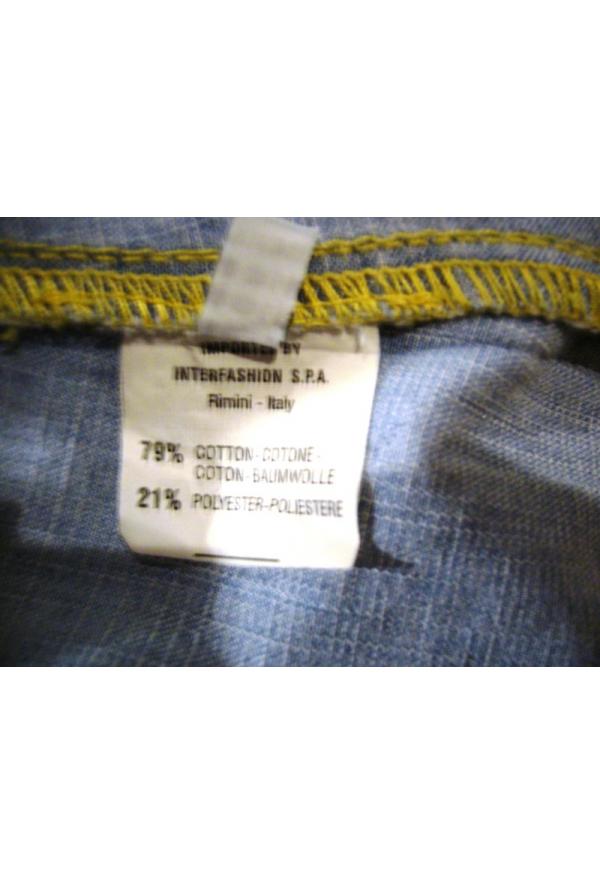 IMPORTED BY
INTERFASHION S.P.A.
Rimini - Italy
79% COTTON-COTONE-
COTON-BAUMWOLLE
21% POLYESTER-POLIESTERE